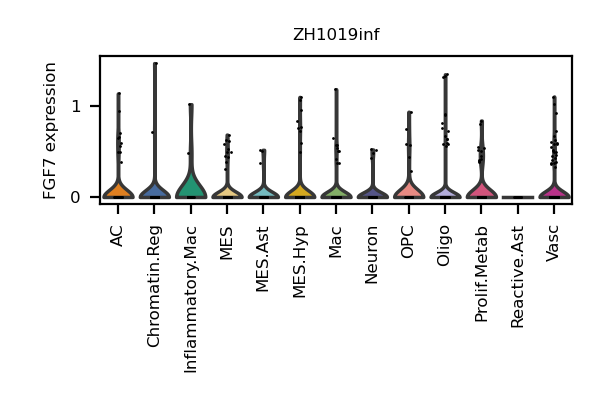 ZH1019inf
FGF7 expression
1
0
AC
Chromatin.Reg
Inflammatory.Mac
MES
MES.Ast
MES.Hyp
Mac
Neuron
OPC
Oligo
Prolif.Metab
Reactive.Ast
Vasc